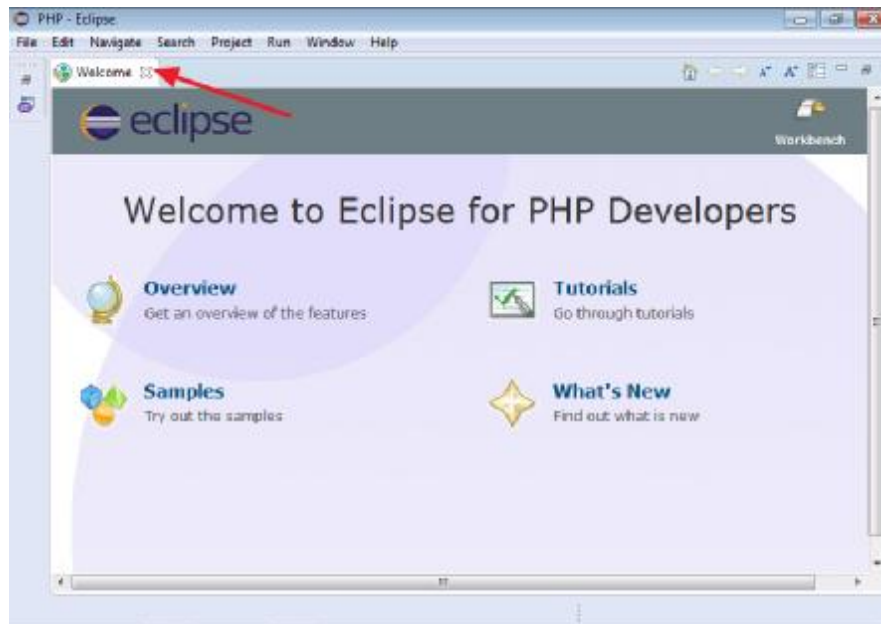 PHP - Eclipse
File Edit Navigate Search Project Run Window Help
Welcome
eclipse
Workbench
Welcome to Eclipse for PHP Developers
Overview
Get an overview of the features
Tutorials
Go through tutorials
Samples
Try out the samples
What's New
Find out what is new